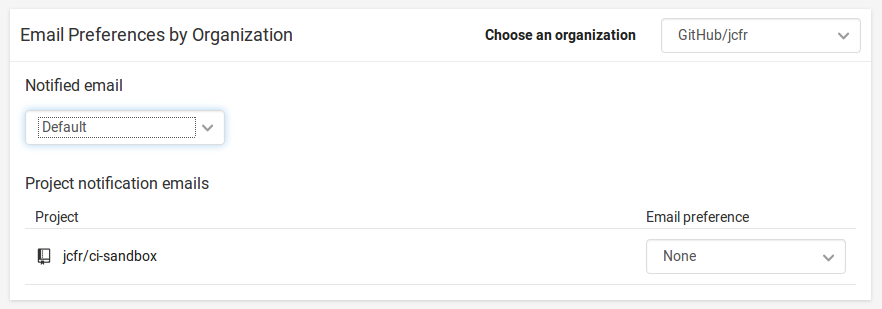 Email Preferences by Organization Choose an organization GitHub/jcfr
Notified email
Default
Project notification emails
Project Email preference
jcfr/ci-sandbox None